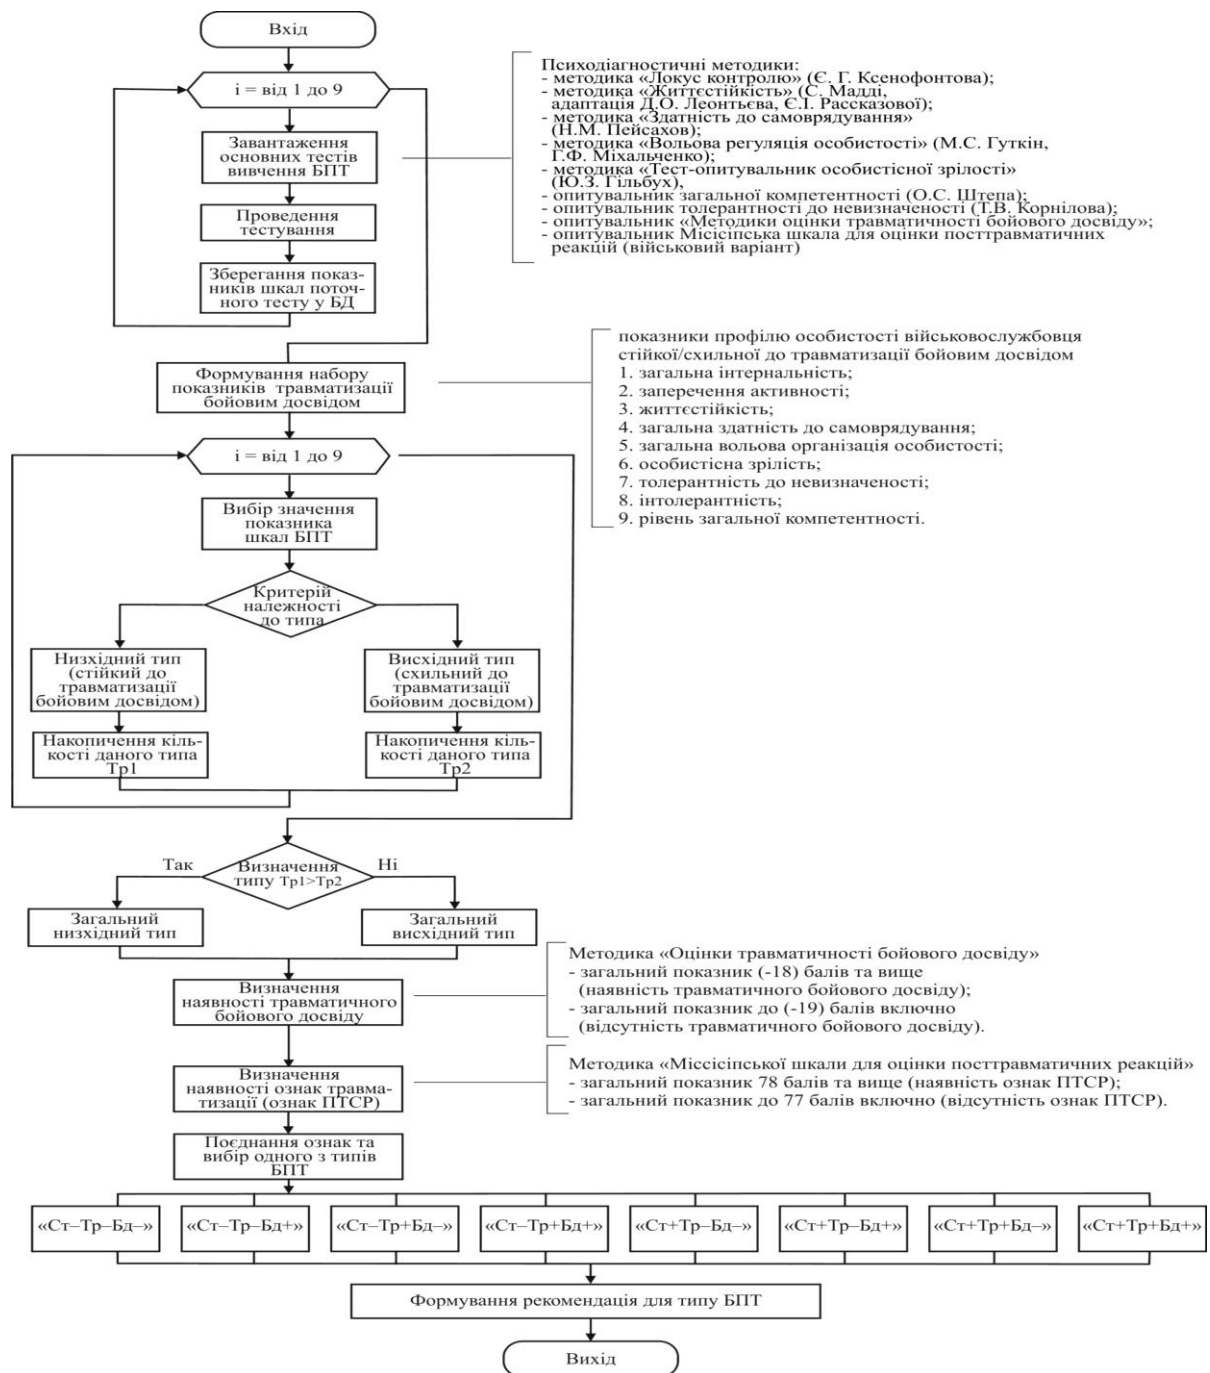 Вхід
i = від 1 до 9
Завантаження
основних тестів
вивчення БПТ
Проведення
тестування
Зберегання показ-
ників шкал поточ-
ного тесту у БД
Психодіагностичні методики:
- методика «Локус контролю» (Є. Г. Ксенофонтова);
- методика «Життєстійкість» (С. Мадді,
адаптація Д.О. Леонтьєва, Є.І. Рассказової);
- методика «Здатність до самоврядування»
(Н.М. Пейсахов);
- методика «Вольова регуляція особистості» (М.С. Гуткін,
Г.Ф. Міхальченко);
- методика «Тест-опитувальник особистісної зрілості»
(Ю.З. Гільбух),
- опитувальник загальної компетентності (О.С. Штепа);
- опитувальник толерантності до невизначеності (Т.В. Корнілова);
- опитувальник «Методики оцінки травматичності бойового досвіду»;
- опитувальник Місісіпська шкала для оцінки посттравматичних
реакцій (військовий варіант)
Формування набору
показників травматизації
бойовим досвідом
показники профілю особистості військовослужбовця
стійкої/схильної до травматизації бойовим досвідом
1. загальна інтернальність;
2. заперечення активності;
3. життєстійкість;
4. загальна здатність до самоврядування;
5. загальна вольова організація особистості;
6. особистісна зрілість;
7. толерантність до невизначеності;
8. інтолерантність;
9. рівень загальної компетентності.
i = від 1 до 9
Вибір значення
показника
шкал БПТ
Критерій
належності
до типа
Низхідний тип
(стійкий до
травматизації
бойовим досвідом)
Висхідний тип
(схильний до
травматизації
бойовим досвідом)
Накопичення кіль-
кості даного типа
Тр1
Накопичення кіль-
кості даного типа
Тр2
Так
Визначення
типу Тр1>Тр2
Ні
Загальний
низхідний тип
Загальний
висхідний тип
Визначення
наявності травматичного
бойового досвіду
Методика «Оцінки травматичності бойового досвіду»
- загальний показник (-18) балів та вище
(наявність травматичного бойового досвіду);
- загальний показник до (-19) балів включно
(відсутність травматичного бойового досвіду).
Визначення
наявності ознак травма-
тизації (ознак ПТСР)
Методика «Міссісіпської шкали для оцінки посттравматичних реакцій»
- загальний показник 78 балів та вище (наявність ознак ПТСР);
- загальний показник до 77 балів включно (відсутність ознак ПТСР).
Поєднання ознак та
вибір одного з типів
БПТ
«Ст–Тр–Бд–»
«Ст–Тр–Бд+»
«Ст–Тр+Бд–»
«Ст–Тр+Бд+»
«Ст+Тр–Бд–»
«Ст+Тр–Бд+»
«Ст+Тр+Бд–»
«Ст+Тр+Бд+»
Формування рекомендація для типу БПТ
Вихід